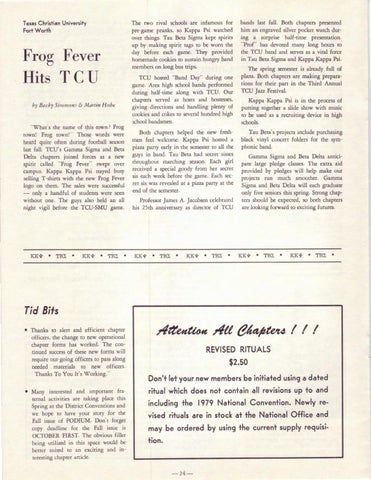 Texas Christian University
Fort Worth
Frog Fever
Hits TCU
by Becky Simmons & Martin Hobu
What's the name of this town? Frog
town! Frog town!" Those words were
heard quite often during football season
last fall. TCU's Gamma Sigma and Beta
Delta chapters joined forces as a new
spirit called "Frog Fever" swept over
campus. Kappa Kappa Psi stayed busy
selling T-shirts with the new Frog Fever
logo on them. The sales were successful
— only a handful of students were seen
without one. The guys also held an all
night vigil before the TCU-SMU game.
The two rival schools are infamous for
pre-game pranks, so Kappa Psi watched
over things. Tau Beta Sigma kept spirits
up by making spirit tags to be worn the
day before each game. They provided
homemade cookies to sustain hungry band
members on long bus trips.
TCU hosted "Band Day" during one
game. Area high school bands performed
during half-time along with TCU. Our
chapters served as hosts and hostesses,
giving directions and handling plenty of
cookies and cokes to several hundred high
school bandsmen.
Both chapters helped the new fresh-
men feel welcome. Kappa Psi hosted a
pizza party early in the semester to all the
guys in band. Tau Beta had secret sisters
throughout marching season. Each girl
received a special goody from her secret
sis each week before the game. Each sec-
ret sis was revealed at a pizza party at the
end of the semester.
Professor James A. Jacobsen celebrated
his 25th anniversary as director of TCU
bands last fall. Both chapters presented
him an engraved silver pocket watch dur-
ing a surprise half-time presentation.
"Prof" has devoted many long hours to
the TCU band and serves as a vital force
in Tau Beta Sigma and Kappa Kappa Psi.
The spring semester is already full of
plans. Both chapters are making prepara-
tions for their part in the Third Annual
TCU Jazz Festival.
Kappa Kappa Psi is in the process of
putting together a slide show with music
to be used as a recruiting device in high
schools.
Tau Beta's projects include purchasing
black vinyl concert folders for the sym-
phonic band.
Gamma Sigma and Beta Delta antici-
pate large pledge classes. The extra aid
provided by pledges will help make our
projects run much smoother. Gamma
Sigma and Beta Delta will each graduate
only five seniors this spring. Strong chap-
ters should be expected, so both chapters
are looking forward to exciting futures.
ΚΚΨ • ΤΒΣ • ΚΚΨ • ΤΒΣ • ΚΚΨ • ΤΒΣ • ΚΚΨ • ΤΒΣ • ΚΚΨ • ΤΒΣ • ΚΚΨ • ΤΒΣ •
Tid Bits
• Thanks to alert and efficient chapter
officers, the change to new operational
chapter forms has worked. The con-
tinued success of these new forms will
require out-going officers to pass along
needed materials to new officers.
Thanks To You It's Working.
• Many interested and important fra-
ternal activities are taking place this
Spring at the District Conventions and
we hope to have your story for the
Fall issue of PODIUM. Don't forget
copy deadline for the Fall issue is
OCTOBER FIRST. The obvious filler
being utilized in this space would be
better suited to an exciting and in-
teresting chapter article.
Attention All Chapters ! ! !
REVISED RITUALS
$2.50
Don't let your new members be initiated using a dated
ritual which does not contain all revisions up to and
including the 1979 National Convention. Newly re-
vised rituals are in stock at the National Office and
may be ordered by using the current supply requisi-
tion.
— 24 —